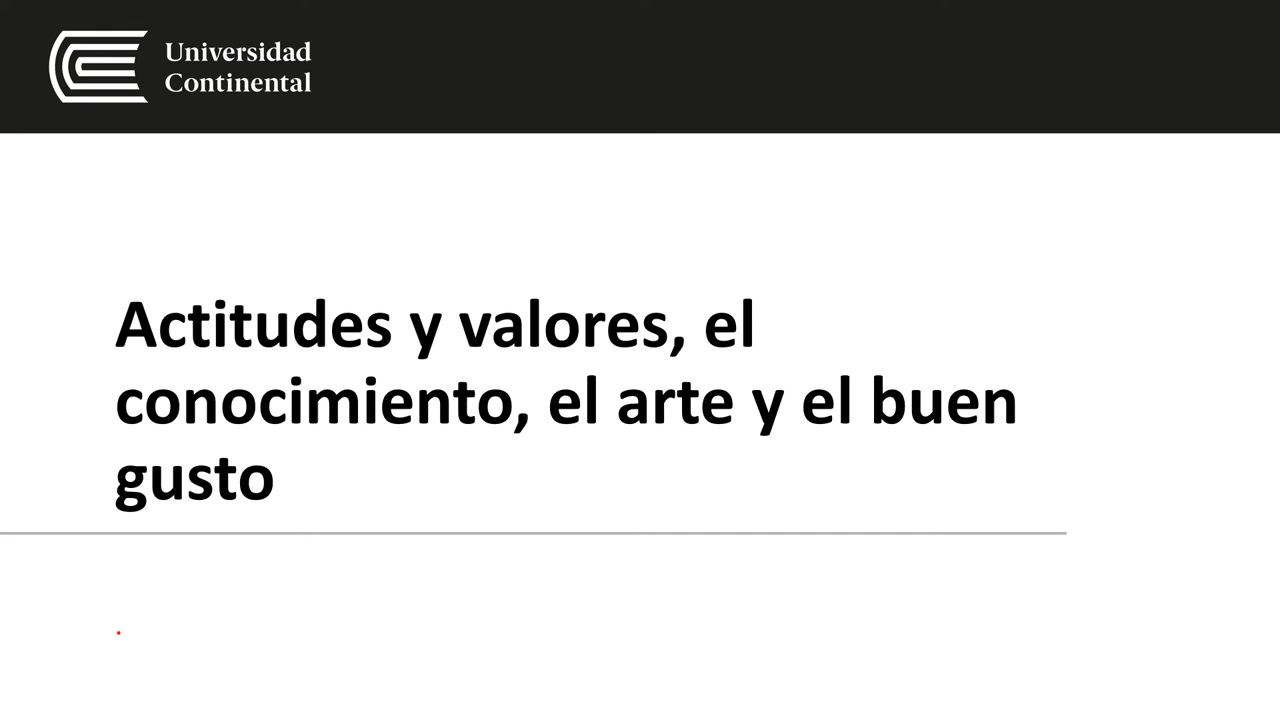 Universidad
Continental
Actitudes y valores, el
conocimiento, el arte y el buen
gusto
.